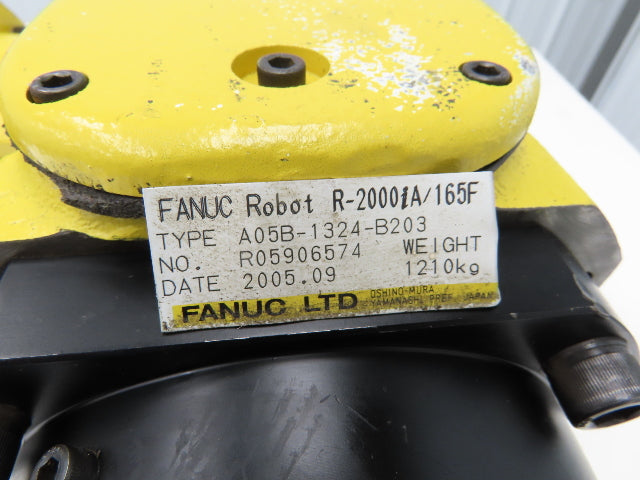 FANUC Robot R-2000iA/165F
TYPE A05B-1324-B203
NO. R05906574 WEIGHT
DATE 2005.09 1210kg
FANUC LTD OSHINO-MURA
YAMANASHI PREF. JAPAN